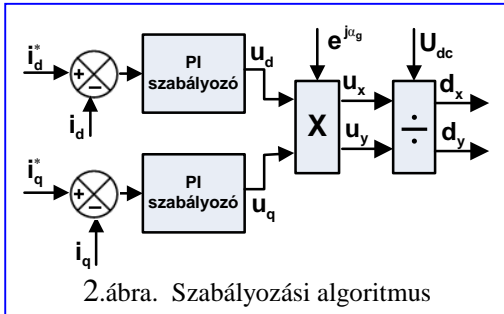 i*d
+
−
id
PI
szabályozó
ud
e^jαg
Udc
X
ux
uy
÷
dx
dy
i*q
+
−
iq
PI
szabályozó
uq
2.ábra. Szabályozási algoritmus